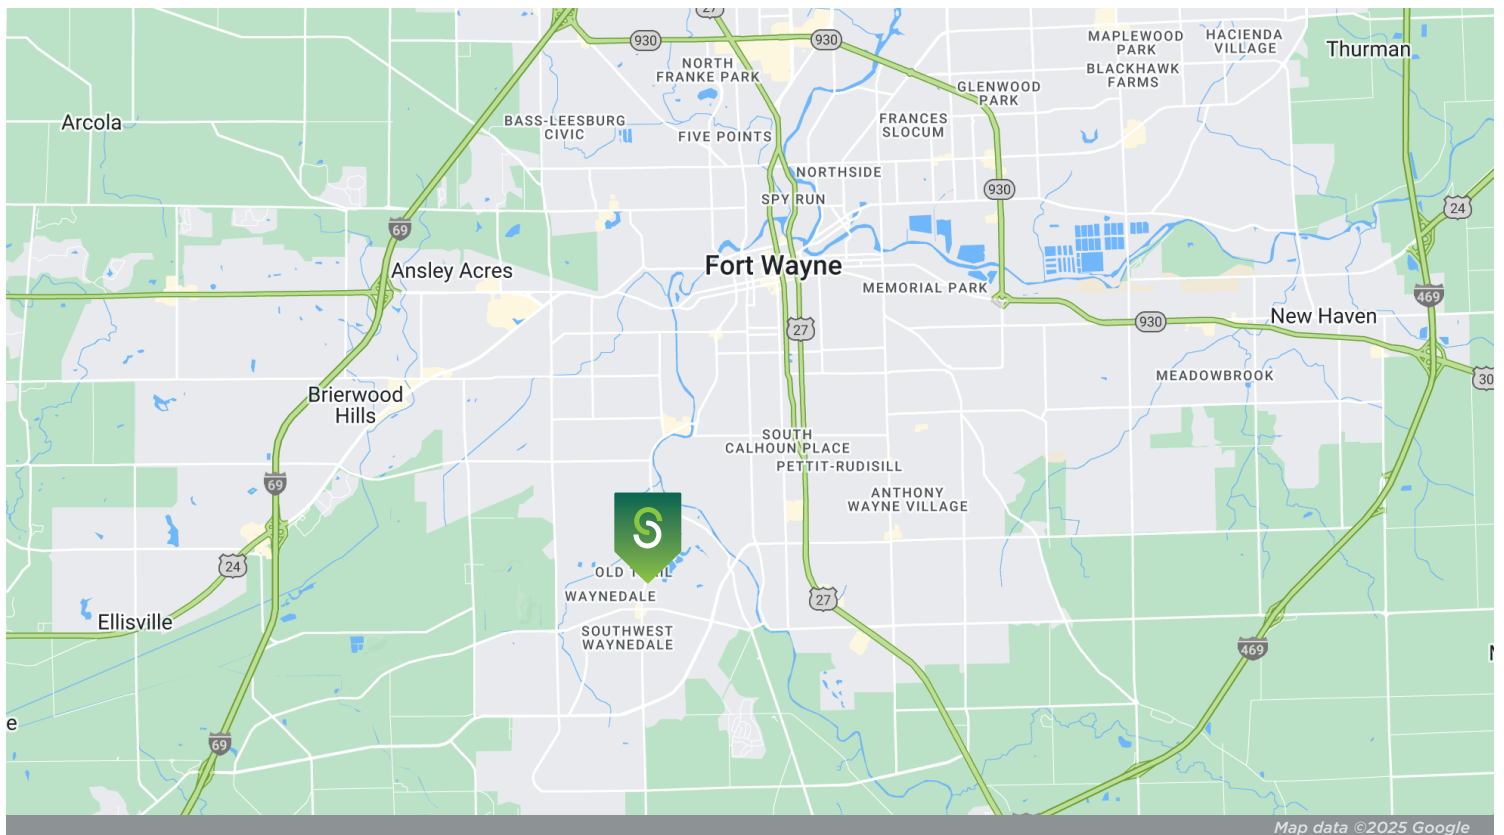 27
930
930
MAPLEWOOD
PARK
HACIENDA
VILLAGE
Thurman
NORTH
FRANKE PARK
BLACKHAWK
FARMS
GLENWOOD
PARK
Arcola
BASS-LEESBURG
CIVIC
FIVE POINTS
FRANCES
SLOCUM
NORTHSIDE
930
SPY RUN
24
69
Fort Wayne
Ansley Acres
MEMORIAL PARK
469
New Haven
930
27
MEADOWBROOK
30
Brierwood
Hills
SOUTH
CALHOUN PLACE
PETTIT-RUDISILL
69
ANTHONY
WAYNE VILLAGE
S
24
OLD
WAYNEDALE
27
Ellisville
SOUTHWEST
WAYNEDALE
469
e
69
Map data ©2025 Google